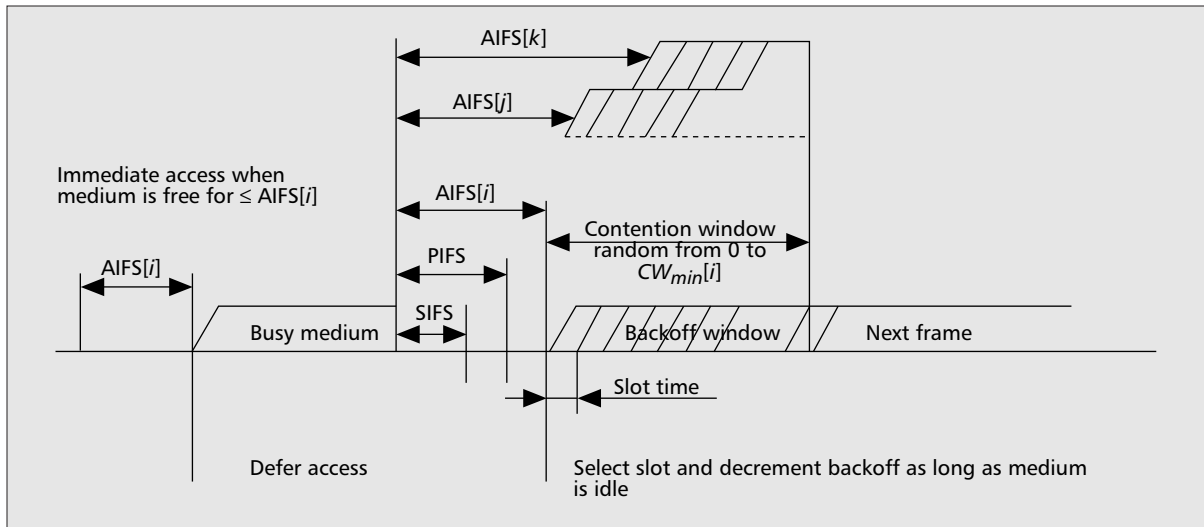 AIFS[k]
AIFS[j]
Immediate access when
medium is free for ≤ AIFS[i]
AIFS[i]
Contention window
random from 0 to
CWmin[i]
AIFS[i]
PIFS
SIFS
Busy medium
Backoff window
Next frame
Slot time
Defer access
Select slot and decrement backoff as long as medium
is idle